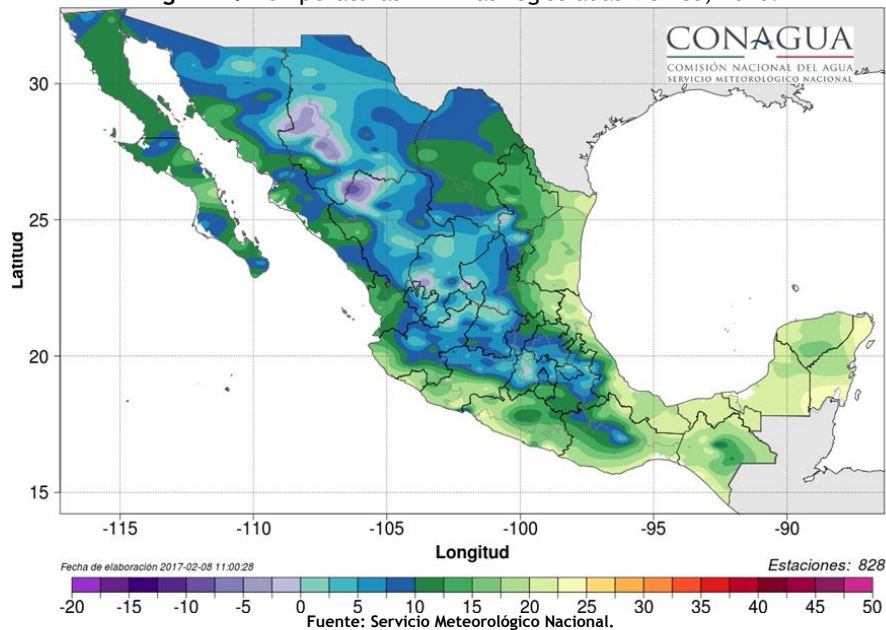 CONAGUA
COMISIÓN NACIONAL DEL AGUA
SERVICIO METEOROLÓGICO NACIONAL
30
25
20
15
Latitud
-115 -110 -105 -100 -95 -90
Longitud
Fecha de elaboración 2017-02-08 11:00:28
Estaciones: 828
-20 -15 -10 -5 0 5 10 15 20 25 30 35 40 45 50
Fuente: Servicio Meteorológico Nacional.